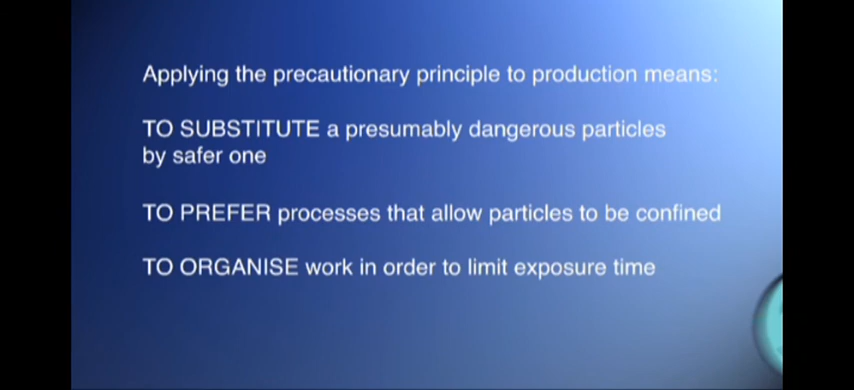 Applying the precautionary principle to production means:
TO SUBSTITUTE a presumably dangerous particles
by safer one
TO PREFER processes that allow particles to be confined
TO ORGANISE work in order to limit exposure time